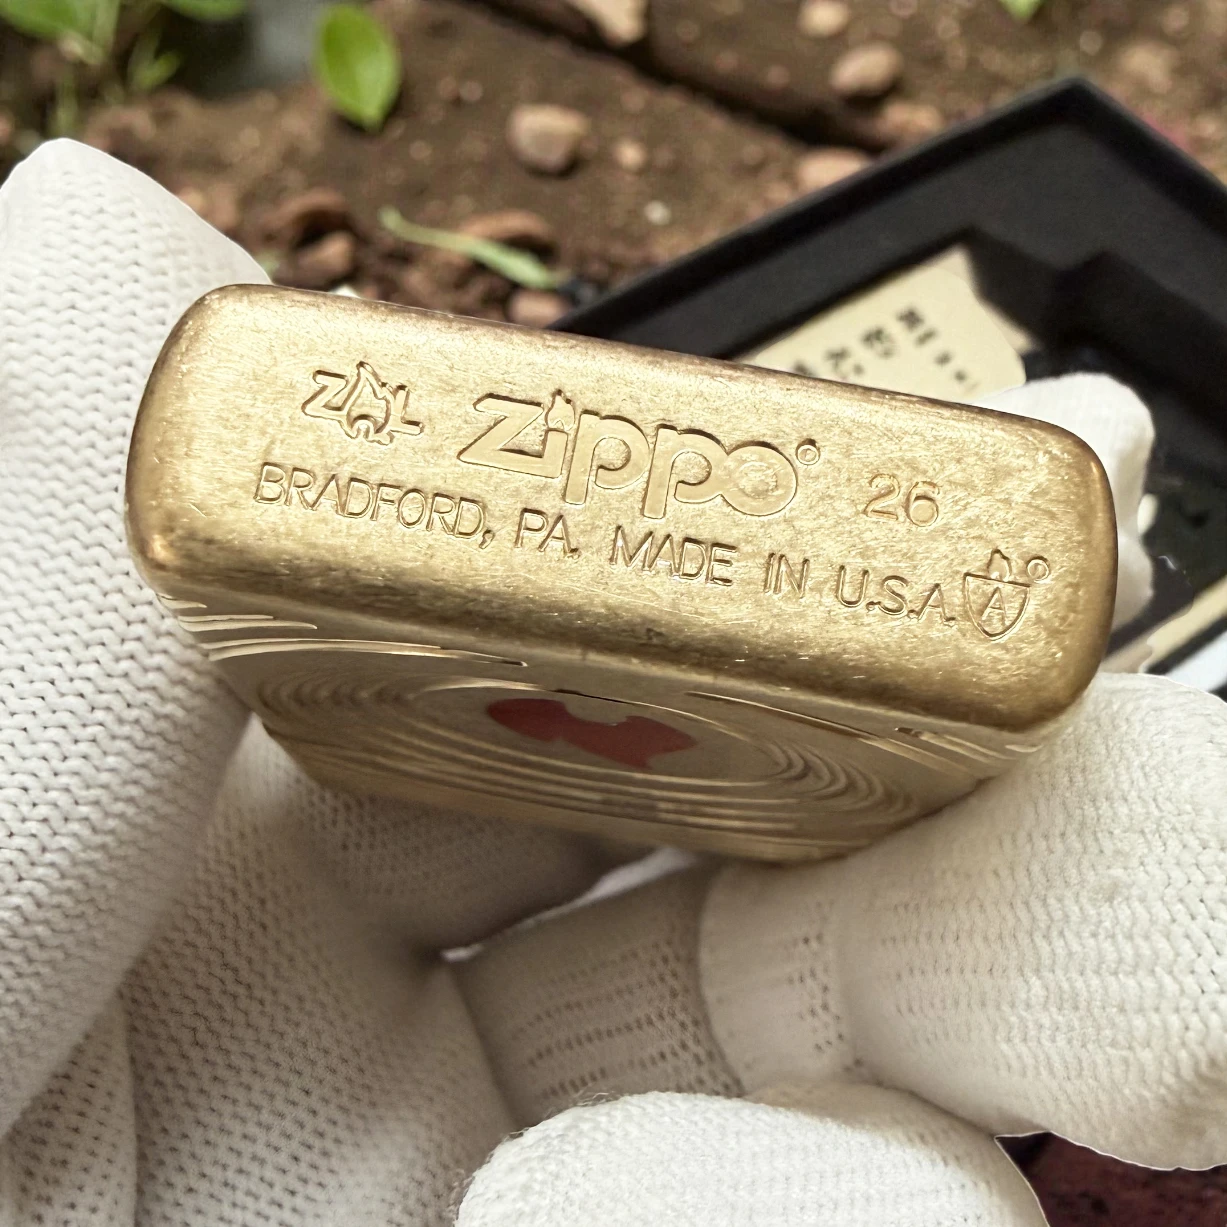 Zippo® 26
BRADFORD, PA. MADE IN U.S.A.
A